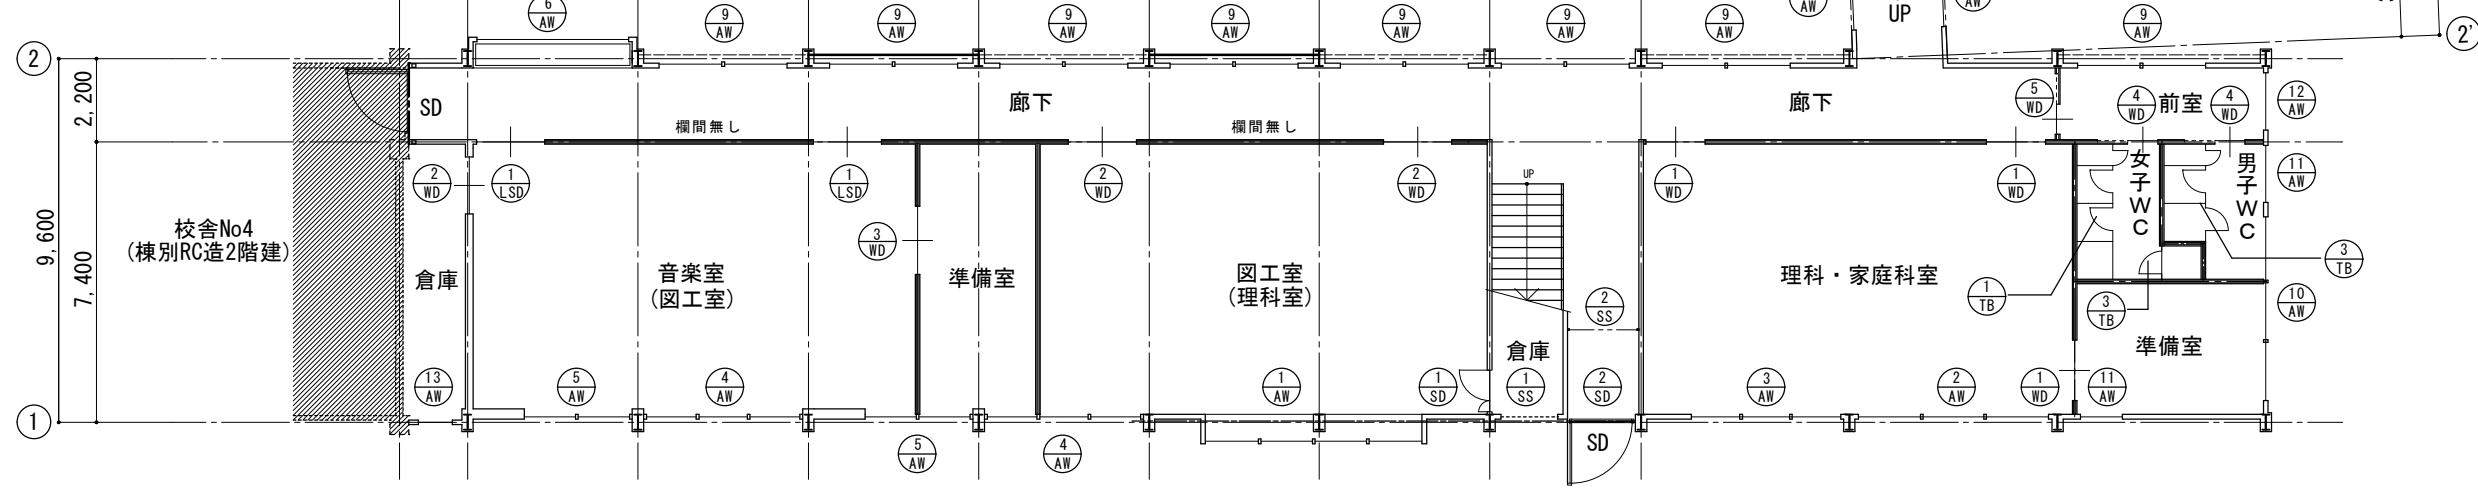 6
AW
9
AW
9
AW
9
AW
9
AW
9
AW
9
AW
9
AW
AW
UP
AW
9
AW
2
2'
2,200
7,400
9,600
SD
廊下
廊下
5
WD
4
WD
前室
4
WD
12
AW
欄間無し
欄間無し
2
WD
1
LSD
1
LSD
2
WD
2
WD
UP
1
WD
1
WD
女子WC
男子WC
11
AW
校舎No4
(棟別RC造2階建)
倉庫
音楽室
(図工室)
3
WD
準備室
図工室
(理科室)
理科・家庭科室
2
SS
1
TB
3
TB
3
TB
10
AW
倉庫
準備室
13
AW
5
AW
4
AW
1
AW
1
SD
1
SS
2
SD
3
AW
2
AW
1
WD
11
AW
1
5
AW
4
AW
SD